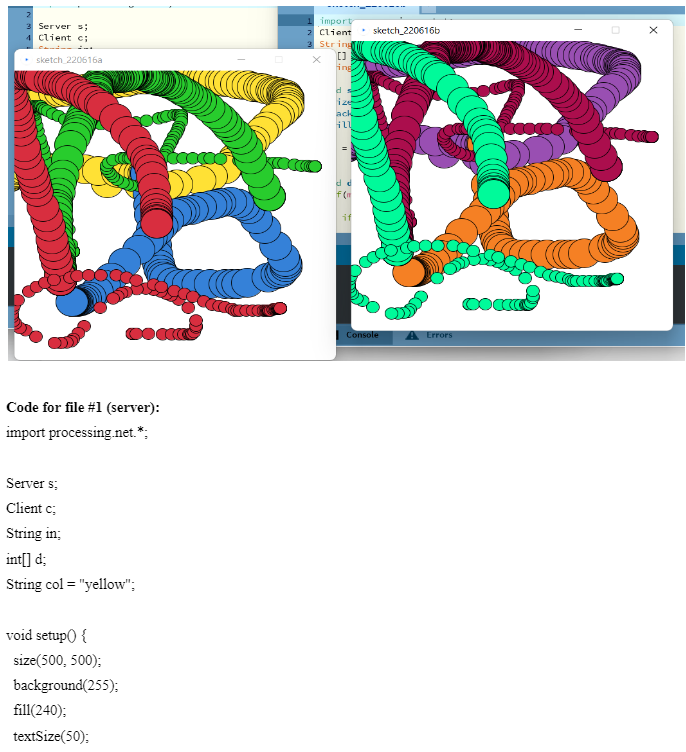 2
3 Server s;
4 Client c;
sketch_220616a
1 import
2 Client
3 String
sketch_220616b
Console
Errors
Code for file #1 (server):
import processing.net.*;
Server s;
Client c;
String in;
int[] d;
String col = "yellow";
void setup() {
size(500, 500);
background(255);
fill(240);
textSize(50);